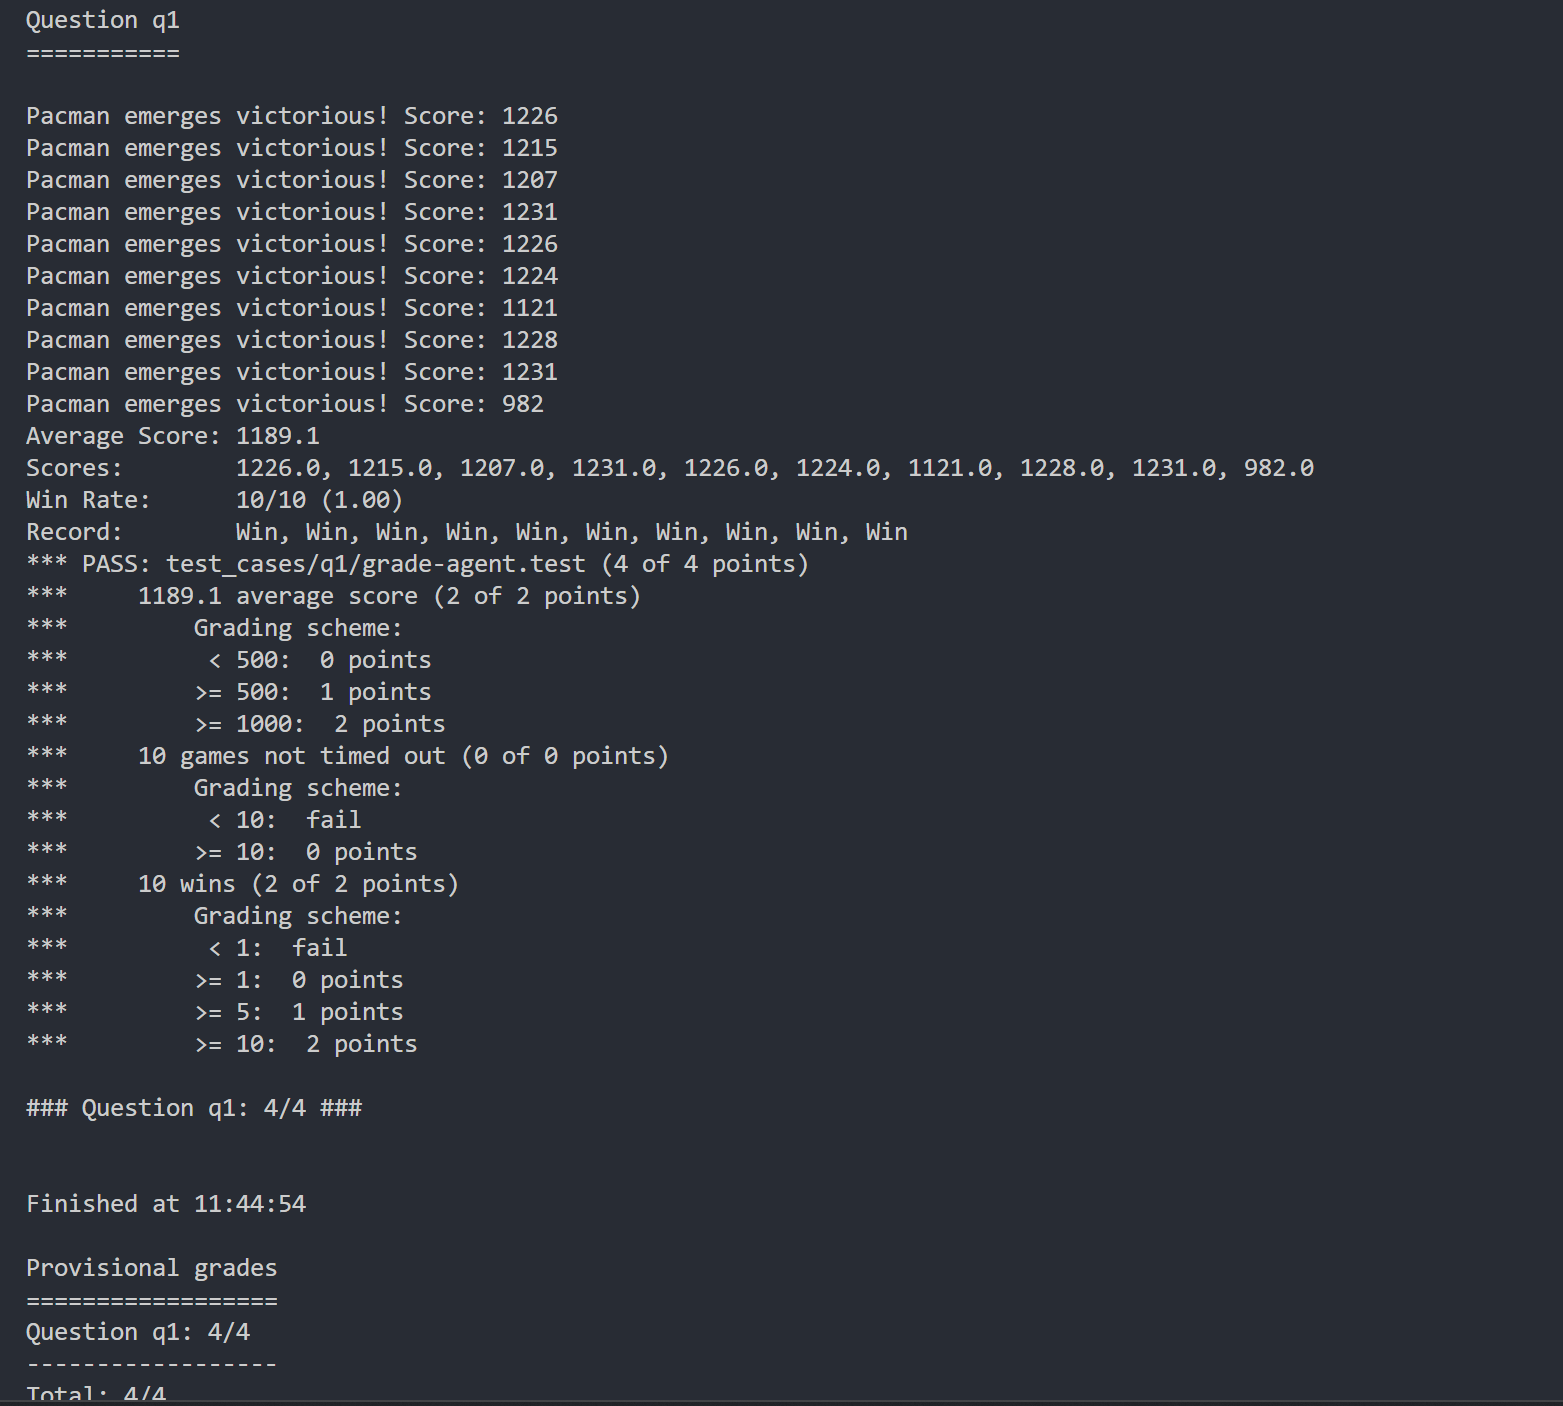 Question q1
===========
Pacman emerges victorious! Score: 1226
Pacman emerges victorious! Score: 1215
Pacman emerges victorious! Score: 1207
Pacman emerges victorious! Score: 1231
Pacman emerges victorious! Score: 1226
Pacman emerges victorious! Score: 1224
Pacman emerges victorious! Score: 1121
Pacman emerges victorious! Score: 1228
Pacman emerges victorious! Score: 1231
Pacman emerges victorious! Score: 982
Average Score: 1189.1
Scores:        1226.0, 1215.0, 1207.0, 1231.0, 1226.0, 1224.0, 1121.0, 1228.0, 1231.0, 982.0
Win Rate:      10/10 (1.00)
Record:        Win, Win, Win, Win, Win, Win, Win, Win, Win, Win
*** PASS: test_cases/q1/grade-agent.test (4 of 4 points)
***     1189.1 average score (2 of 2 points)
***         Grading scheme:
***          < 500:  0 points
***         >= 500:  1 points
***         >= 1000:  2 points
***     10 games not timed out (0 of 0 points)
***         Grading scheme:
***          < 10:  fail
***         >= 10:  0 points
***     10 wins (2 of 2 points)
***         Grading scheme:
***          < 1:  fail
***         >= 1:  0 points
***         >= 5:  1 points
***         >= 10:  2 points
### Question q1: 4/4 ###
Finished at 11:44:54
Provisional grades
==================
Question q1: 4/4
------------------
Total: 4/4